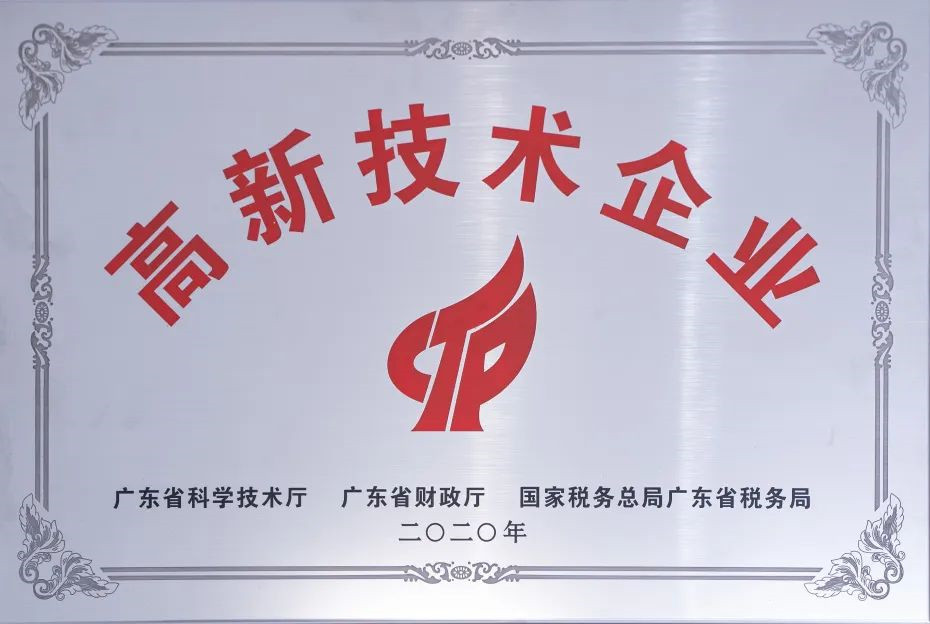 高新技术企业
广东省科学技术厅 广东省财政厅 国家税务总局广东省税务局
二〇二〇年